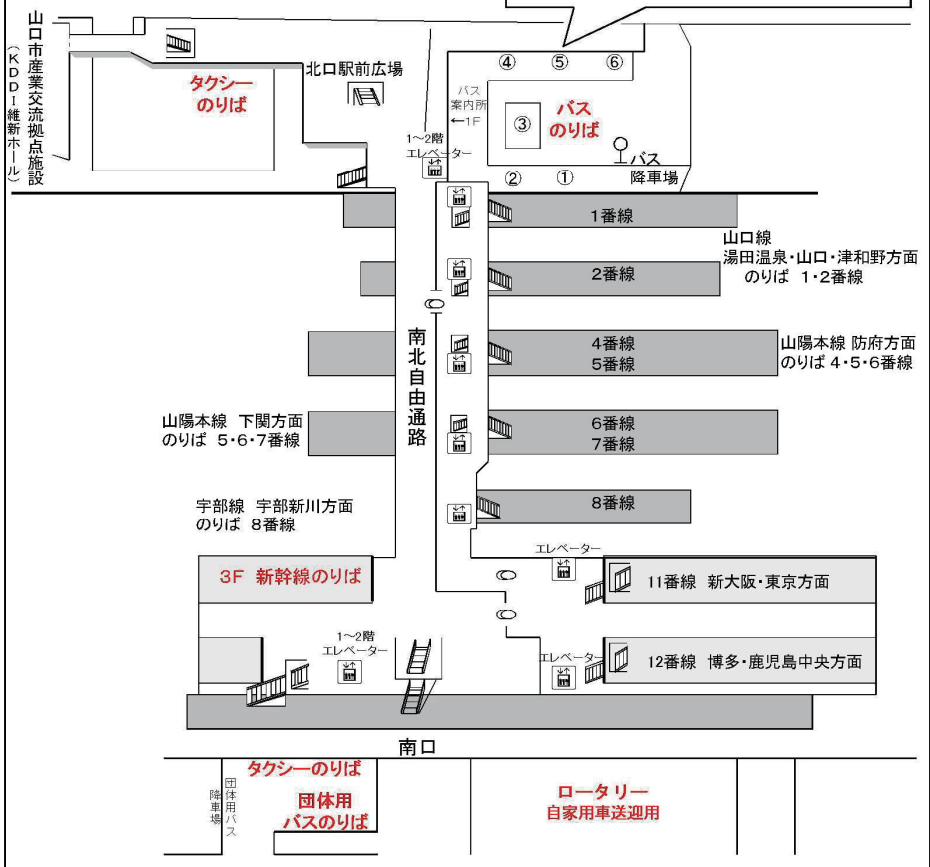 山口市産業交流拠点施設
（KDDI維新ホール）
タクシー
のりば
北口駅前広場
④
⑤
⑥
バス
案内所
←1F
③
バス
のりば
1～2階
エレベーター
バス
降車場
②
①
1番線
山口線
湯田温泉・山口・津和野方面
のりば 1・2番線
2番線
南北自由通路
4番線
5番線
山陽本線 防府方面
のりば 4・5・6番線
山陽本線 下関方面
のりば 5・6・7番線
6番線
7番線
宇部線 宇部新川方面
のりば 8番線
8番線
エレベーター
3F 新幹線のりば
11番線 新大阪・東京方面
1～2階
エレベーター
エレベーター
12番線 博多・鹿児島中央方面
南口
タクシーのりば
団体用バス
降車場
団体用
バスのりば
ロータリー
自家用車送迎用